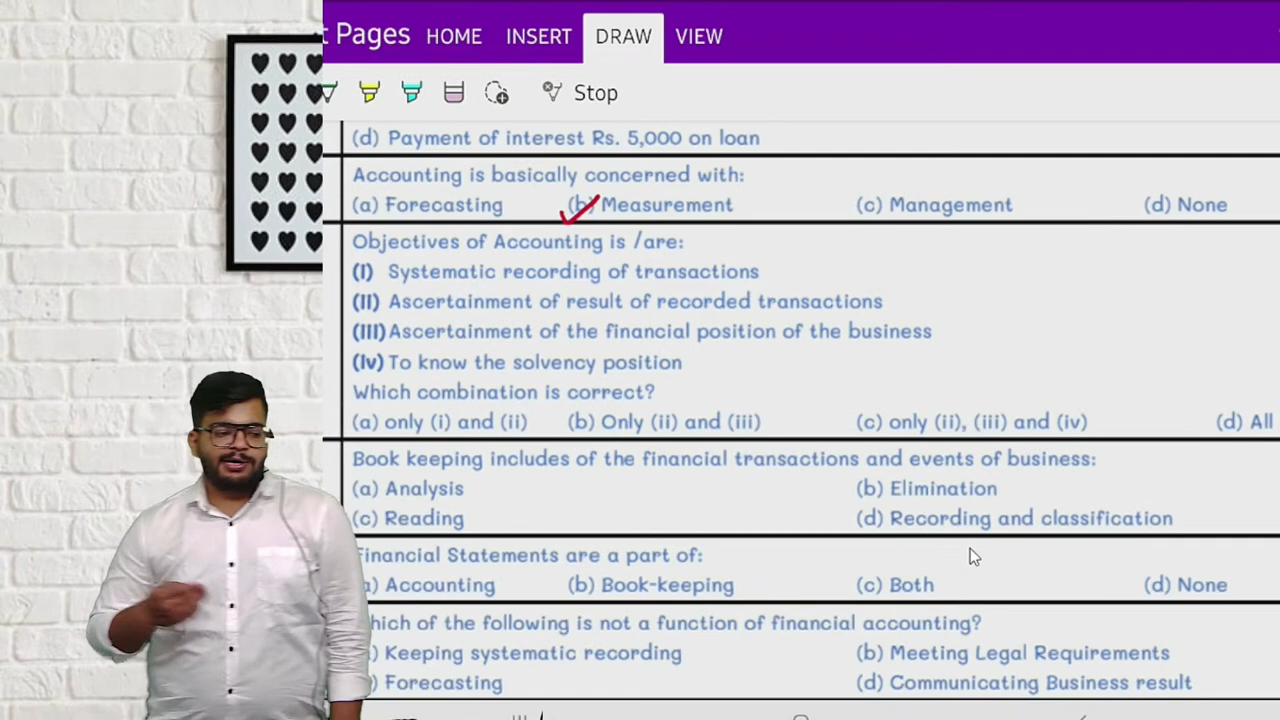 t Pages HOME INSERT DRAW VIEW
Stop
(d) Payment of interest Rs. 5,000 on loan
Accounting is basically concerned with:
(a) Forecasting (b) Measurement (c) Management (d) None
Objectives of Accounting is /are:
(I) Systematic recording of transactions
(II) Ascertainment of result of recorded transactions
(III) Ascertainment of the financial position of the business
(Iv) To know the solvency position
Which combination is correct?
(a) only (i) and (ii) (b) Only (ii) and (iii) (c) only (ii), (iii) and (iv) (d) All
Book keeping includes of the financial transactions and events of business:
(a) Analysis (b) Elimination
(c) Reading (d) Recording and classification
inancial Statements are a part of:
a) Accounting (b) Book-keeping (c) Both (d) None
hich of the following is not a function of financial accounting?
) Keeping systematic recording (b) Meeting Legal Requirements
) Forecasting (d) Communicating Business result